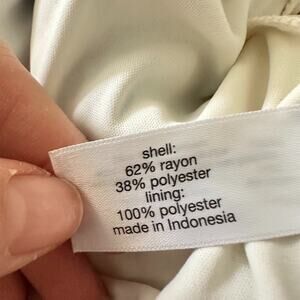 shell:
62% rayon
38% polyester
lining:
100% polyester
made in Indonesia